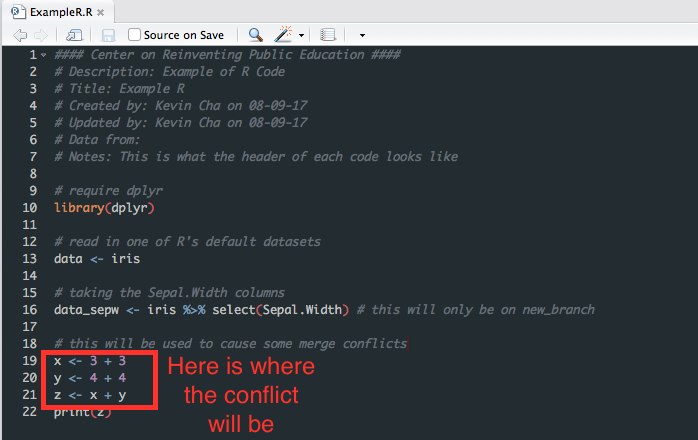 ExampleR.R
Source on Save
1 #### Center on Reinventing Public Education ####
2 # Description: Example of R Code
3 # Title: Example R
4 # Created by: Kevin Cha on 08-09-17
5 # Updated by: Kevin Cha on 08-09-17
6 # Data from:
7 # Notes: This is what the header of each code looks like
8
9 # require dplyr
10 library(dplyr)
11
12 # read in one of R's default datasets
13 data <- iris
14
15 # taking the Sepal.Width columns
16 data_sepw <- iris %>% select(Sepal.Width) # this will only be on new_branch
17
18 # this will be used to cause some merge conflicts
19 x <- 3 + 3
20 y <- 4 + 4
21 z <- x + y
22 print(z)
Here is where
the conflict
will be